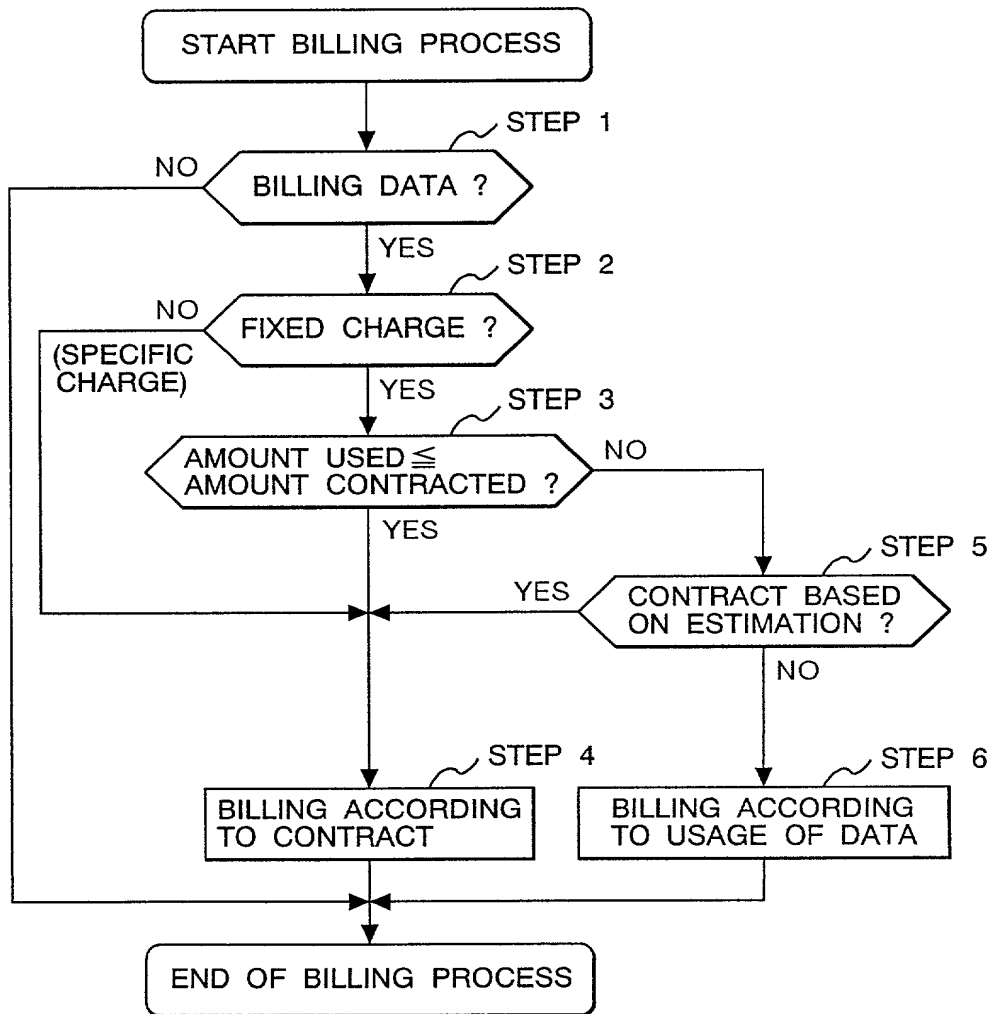 START BILLING PROCESS
STEP 1
NO
BILLING DATA ?
YES
STEP 2
NO
FIXED CHARGE ?
(SPECIFIC
CHARGE)
YES
STEP 3
AMOUNT USED ≦
AMOUNT CONTRACTED ?
NO
YES
STEP 5
YES
CONTRACT BASED
ON ESTIMATION ?
NO
STEP 4
STEP 6
BILLING ACCORDING
TO CONTRACT
BILLING ACCORDING
TO USAGE OF DATA
END OF BILLING PROCESS